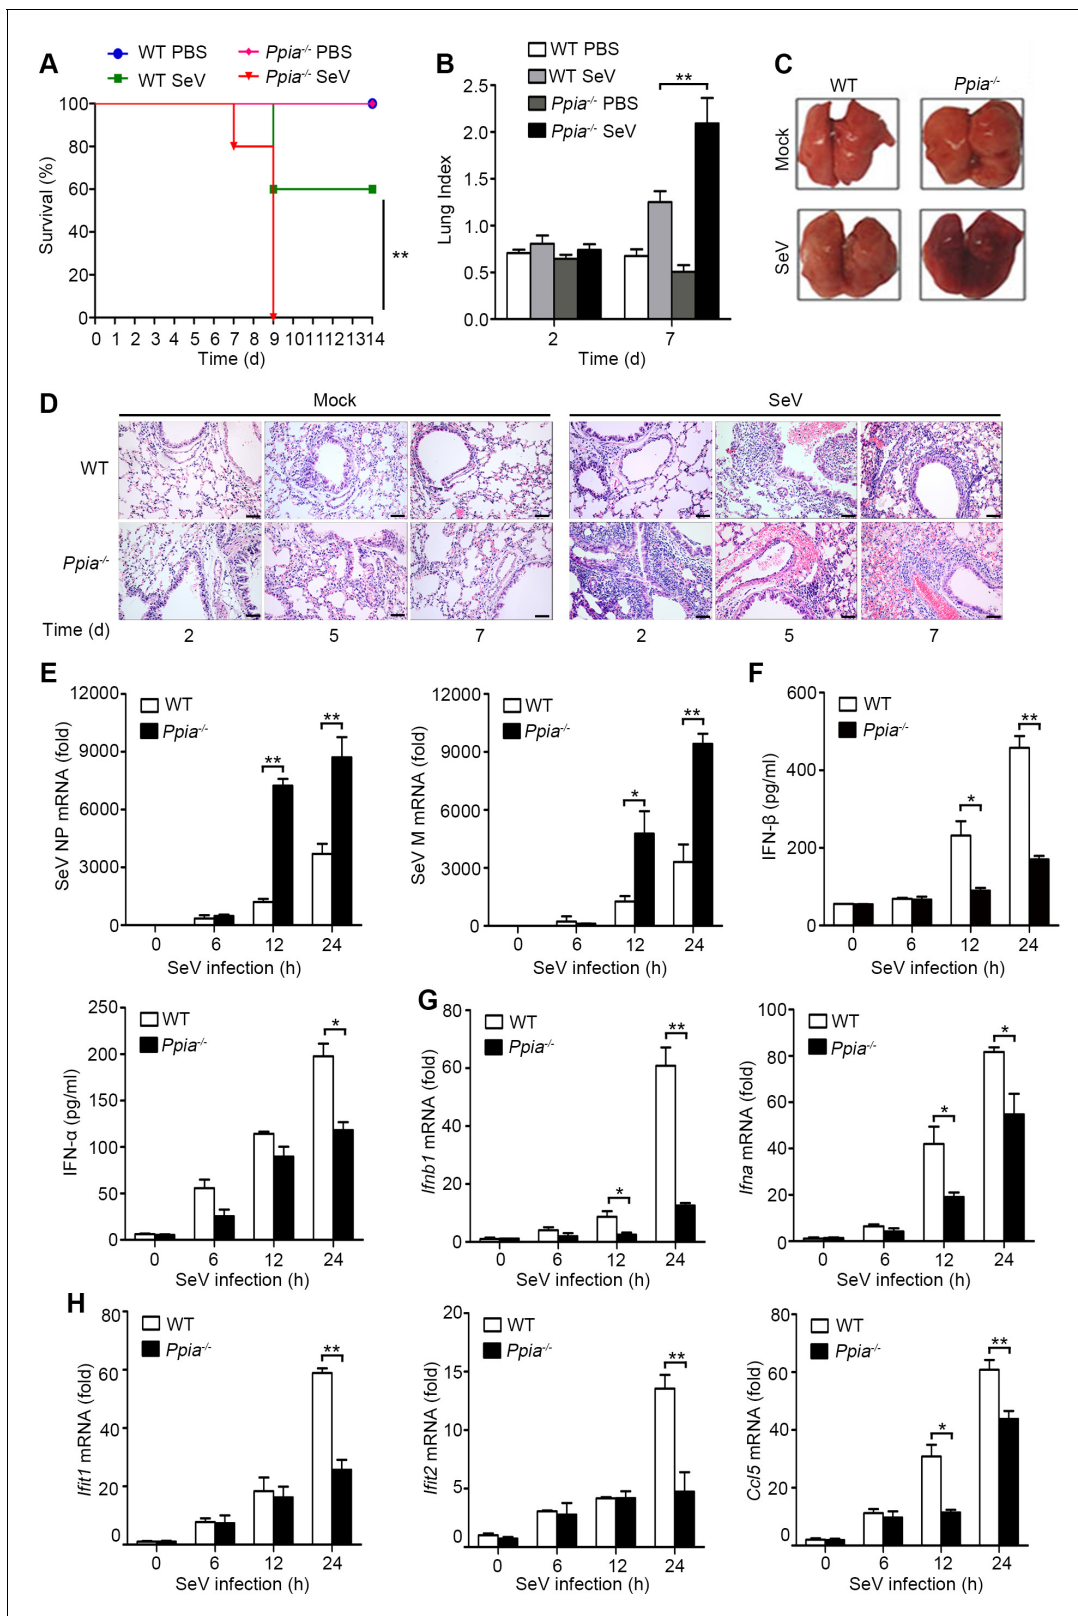 A
WT PBS
Ppia-/- PBS
WT SeV
Ppia-/- SeV
Survival (%)
100
80
60
40
20
0
**
0 1 2 3 4 5 6 7 8 9 10 11 12 13 14
Time (d)
B
WT PBS
WT SeV
Ppia-/- PBS
Ppia-/- SeV
**
Lung Index
2.5
2.0
1.5
1.0
0.5
0.0
2 7
Time (d)
C
WT Ppia-/-
Mock
SeV
D
Mock SeV
WT
Ppia-/-
Time (d) 2 5 7 2 5 7
E
WT
Ppia-/-
SeV NP mRNA (fold)
12000
9000
6000
3000
0
** **
0 6 12 24
SeV infection (h)
WT
Ppia-/-
SeV M mRNA (fold)
12000
9000
6000
3000
0
* **
0 6 12 24
SeV infection (h)
F
WT
Ppia-/-
IFN-β (pg/ml)
600
400
200
0
* **
0 6 12 24
SeV infection (h)
WT
Ppia-/-
IFN-α (pg/ml)
250
200
150
100
50
0
*
0 6 12 24
SeV infection (h)
G
WT
Ppia-/-
Ifnb1 mRNA (fold)
80
60
40
20
0
* **
0 6 12 24
SeV infection (h)
WT
Ppia-/-
Ifna mRNA (fold)
100
80
60
40
20
0
* *
0 6 12 24
SeV infection (h)
H
WT
Ppia-/-
Ifit1 mRNA (fold)
80
60
40
20
0
**
0 6 12 24
SeV infection (h)
WT
Ppia-/-
Ifit2 mRNA (fold)
20
15
10
5
0
**
0 6 12 24
SeV infection (h)
WT
Ppia-/-
Ccl5 mRNA (fold)
80
60
40
20
0
* **
0 6 12 24
SeV infection (h)